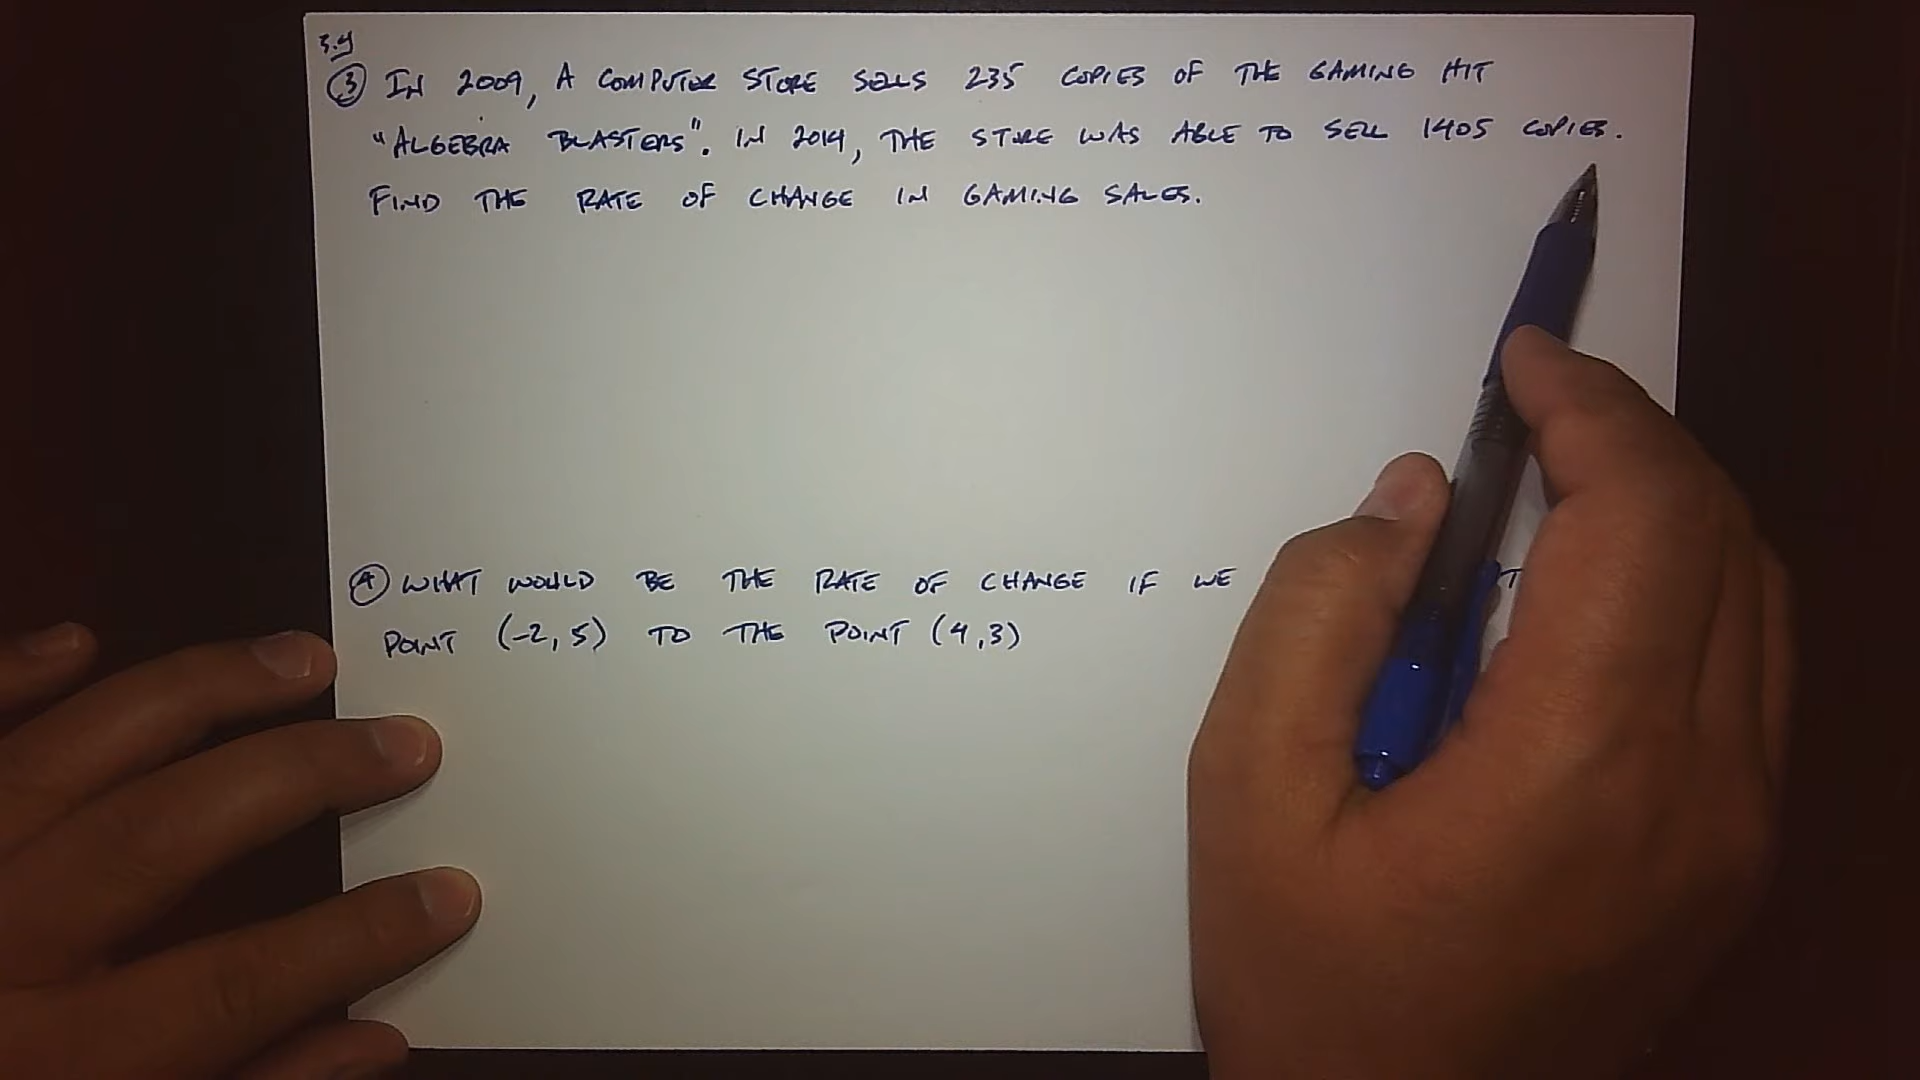 3.4
③ IN 2009, A COMPUTER STORE SELLS 235 COPIES OF THE GAMING HIT
"ALGEBRA BLASTERS". IN 2014, THE STORE WAS ABLE TO SELL 1405 COPIES.
FIND THE RATE OF CHANGE IN GAMING SALES.
④ WHAT WOULD BE THE RATE OF CHANGE IF WE
POINT (-2, 5) TO THE POINT (4, 3)